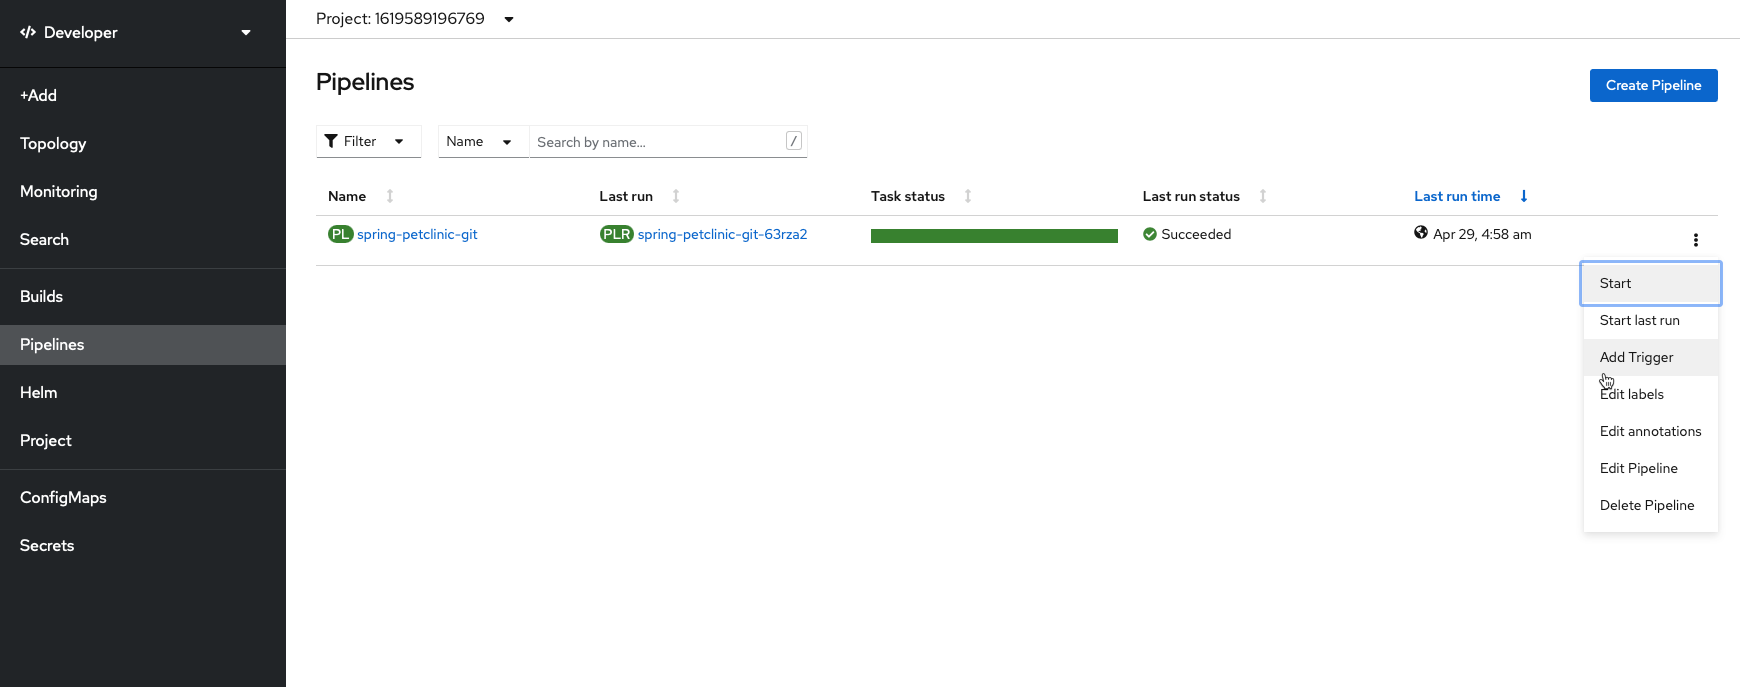 Developer
Project: 1619589196769
+Add
Topology
Monitoring
Search
Builds
Pipelines
Helm
Project
ConfigMaps
Secrets
Pipelines
Create Pipeline
Filter
Name
Search by name...
/
Name Last run Task status Last run status Last run time
PL spring-petclinic-git PLR spring-petclinic-git-63rza2 Succeeded Apr 29, 4:58 am
Start
Start last run
Add Trigger
Edit labels
Edit annotations
Edit Pipeline
Delete Pipeline